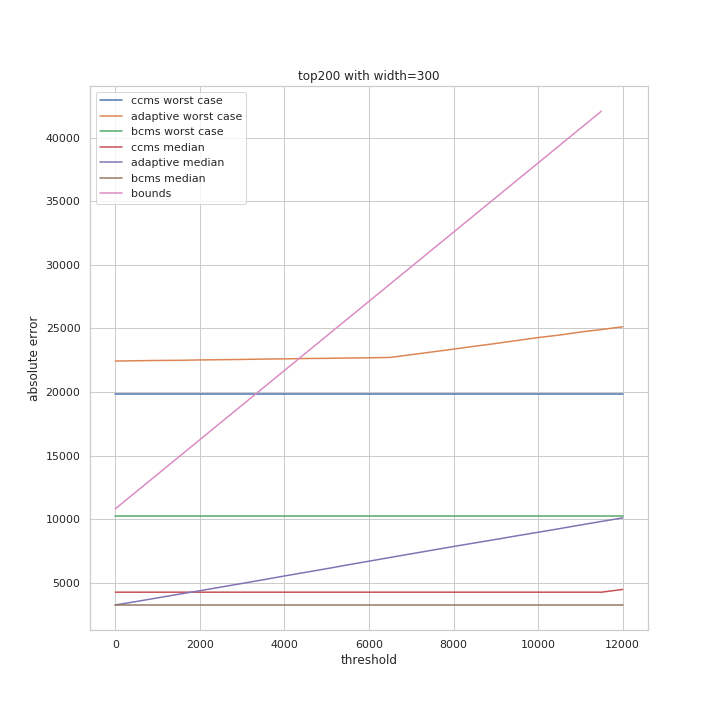 top200 with width=300
ccms worst case
adaptive worst case
bcms worst case
ccms median
adaptive median
bcms median
bounds
absolute error
40000
35000
30000
25000
20000
15000
10000
5000
0 2000 4000 6000 8000 10000 12000
threshold